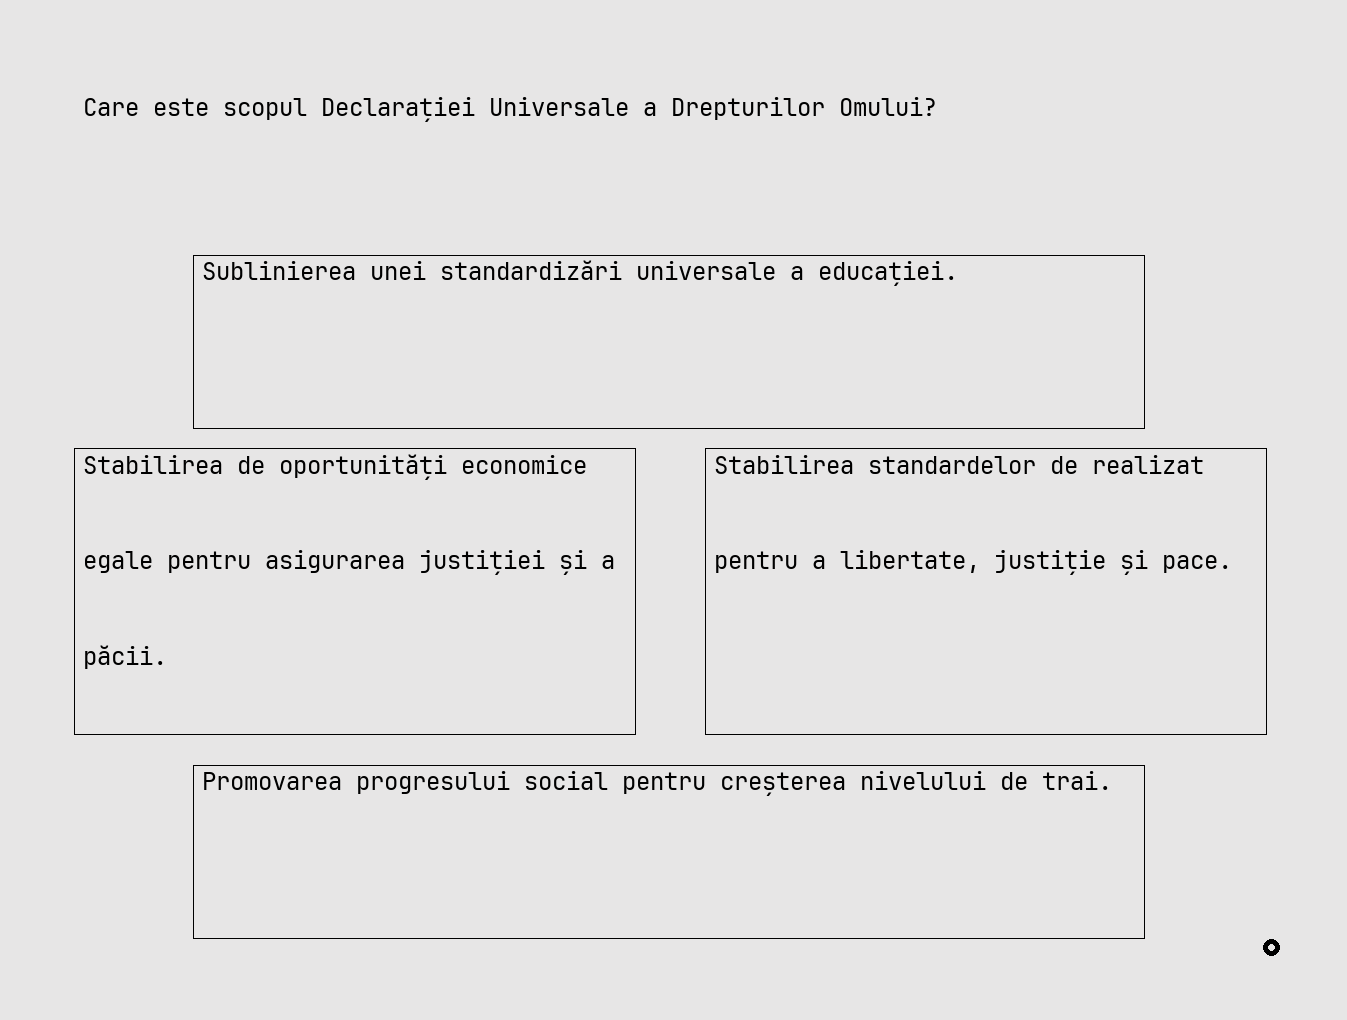 Care este scopul Declarației Universale a Drepturilor Omului?
Sublinierea unei standardizări universale a educației.
Stabilirea de oportunități economice
egale pentru asigurarea justiției și a
păcii.
Stabilirea standardelor de realizat
pentru a libertate, justiție și pace.
Promovarea progresului social pentru creșterea nivelului de trai.